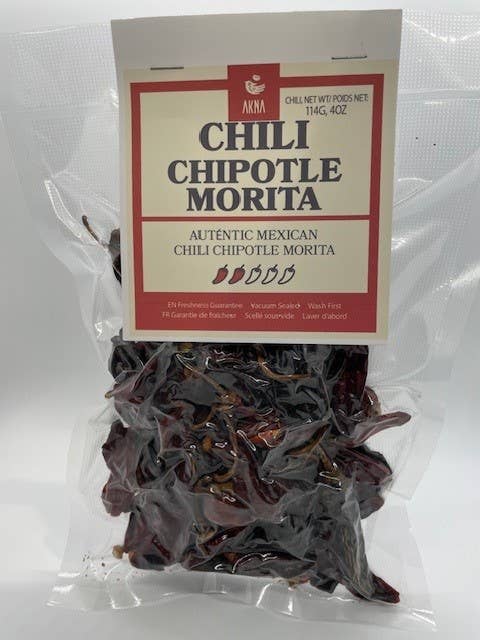 AKNA
CHILI, NET WT/ POIDS NET:
114G, 4OZ
CHILI
CHIPOTLE
MORITA
AUTÉNTIC MEXICAN
CHILI CHIPOTLE MORITA
EN Freshness Guarantee Vacuum Sealed Wash First
FR Garantie de fraicheur Scellé sous-vide Laver d'abord